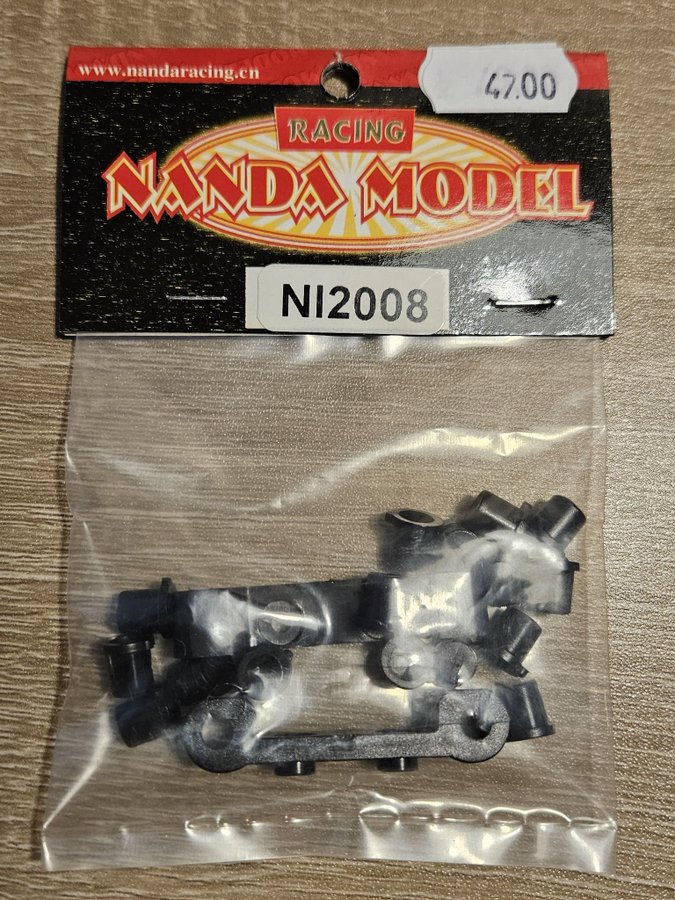 www.nandaracing.cn
47.00
RACING
NANDA MODEL
NI2008